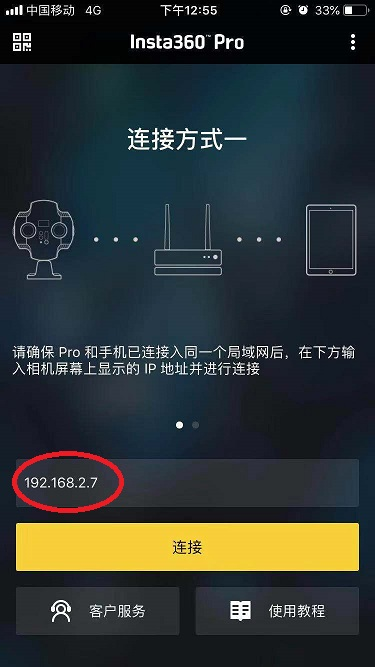 中国移动 4G 下午12:55 33%
Insta360™ Pro
连接方式一
请确保 Pro 和手机已连接入同一个局域网后，在下方输
入相机屏幕上显示的 IP 地址并进行连接
192.168.2.7
连接
客户服务 使用教程